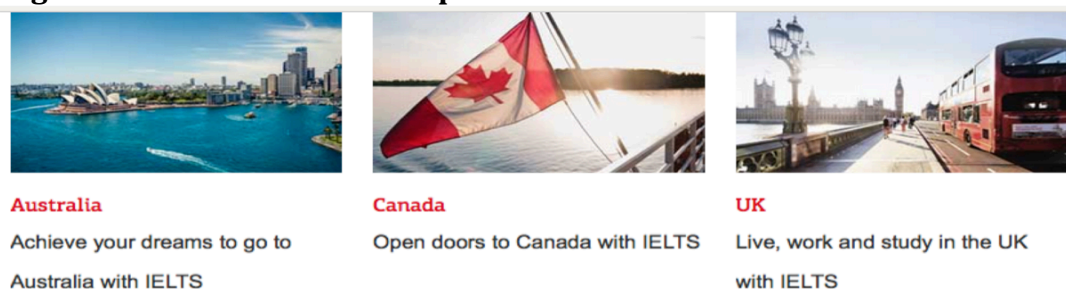 Australia
Achieve your dreams to go to
Australia with IELTS
Canada
Open doors to Canada with IELTS
UK
Live, work and study in the UK
with IELTS